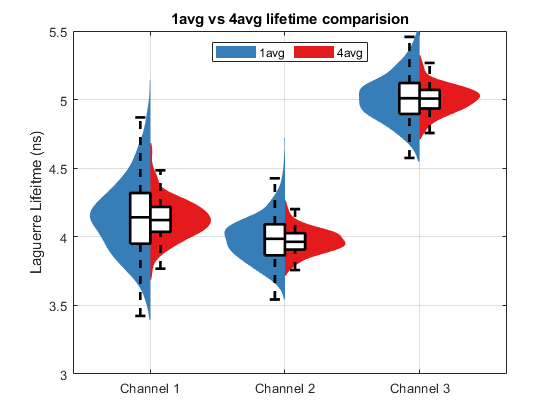 1avg vs 4avg lifetime comparision
1avg 4avg
5.5
5
4.5
4
3.5
3
Laguerre Lifeitme (ns)
Channel 1 Channel 2 Channel 3